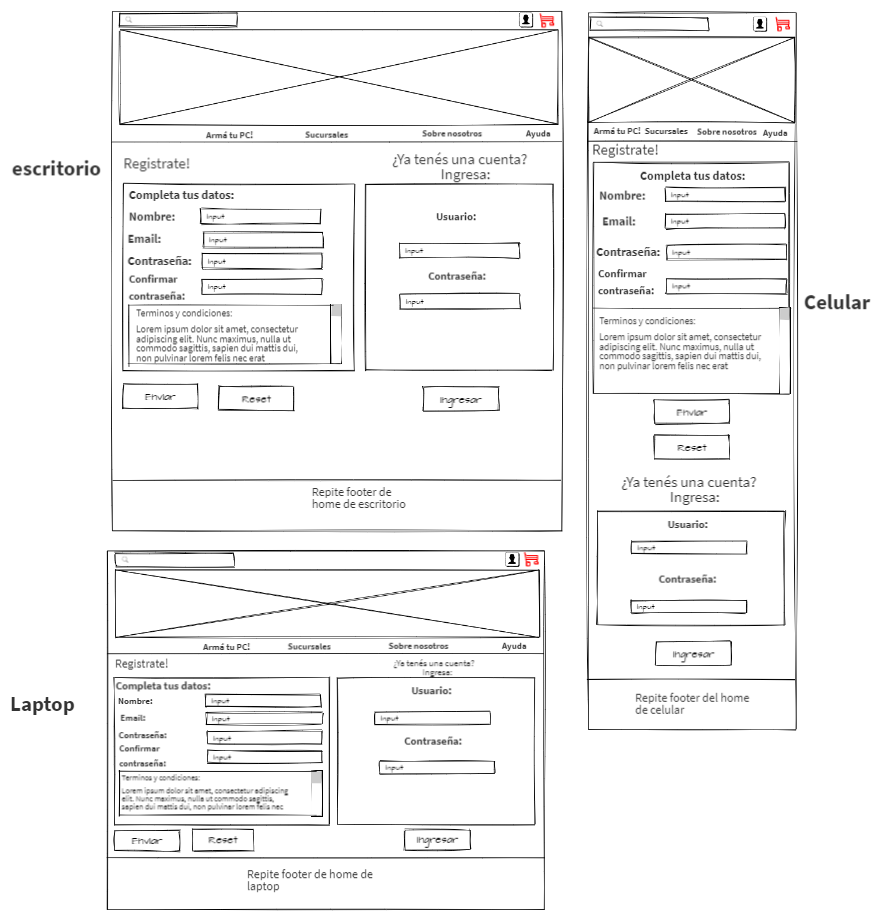 escritorio
Armá tu PC!
Sucursales
Sobre nosotros
Ayuda
Registrate!
Completa tus datos:
Nombre:
Input
Email:
Input
Contraseña:
Input
Confirmar
contraseña:
Input
Terminos y condiciones:
Lorem ipsum dolor sit amet, consectetur
adipiscing elit. Nunc maximus, nulla ut
commodo sagittis, sapien dui mattis dui,
non pulvinar lorem felis nec erat
Enviar
Reset
¿Ya tenés una cuenta?
Ingresa:
Usuario:
Input
Contraseña:
Input
Ingresar
Repite footer de
home de escritorio
Celular
Armá tu PC!
Sucursales
Sobre nosotros
Ayuda
Registrate!
Completa tus datos:
Nombre:
Input
Email:
Input
Contraseña:
Input
Confirmar
contraseña:
Input
Terminos y condiciones:
Lorem ipsum dolor sit amet, consectetur
adipiscing elit. Nunc maximus, nulla ut
commodo sagittis, sapien dui mattis dui,
non pulvinar lorem felis nec erat
Enviar
Reset
¿Ya tenés una cuenta?
Ingresa:
Usuario:
Input
Contraseña:
Input
Ingresar
Repite footer del home
de celular
Laptop
Armá tu PC!
Sucursales
Sobre nosotros
Ayuda
Registrate!
Completa tus datos:
Nombre:
Input
Email:
Input
Contraseña:
Input
Confirmar
contraseña:
Input
Terminos y condiciones:
Lorem ipsum dolor sit amet, consectetur adipiscing
elit. Nunc maximus, nulla ut commodo sagittis,
sapien dui mattis dui, non pulvinar lorem felis nec
Enviar
Reset
¿Ya tenés una cuenta?
Ingresa:
Usuario:
Input
Contraseña:
Input
Ingresar
Repite footer de home de
laptop